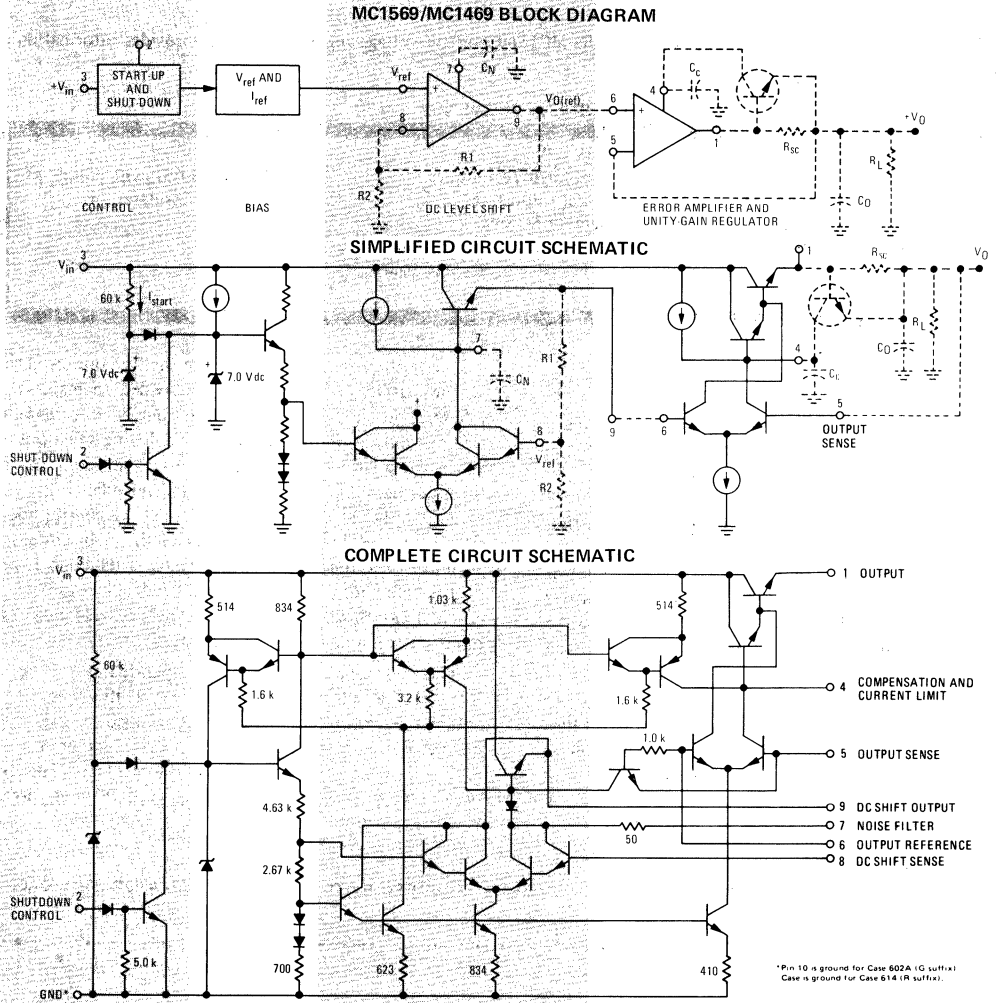 MC1569/MC1469 BLOCK DIAGRAM
2
3
+Vin
START-UP AND SHUT DOWN
Vref AND Iref
Vref
7
CN
+
8
9
VO(ref)
R1
R2
6
5
+
4
CC
1
RSC
+VO
CO
RL
CONTROL
BIAS
DC LEVEL SHIFT
ERROR AMPLIFIER AND
UNITY-GAIN REGULATOR
SIMPLIFIED CIRCUIT SCHEMATIC
Vin
3
60 k
Istart
7.0 Vdc
+
7.0 Vdc
+
SHUT DOWN
CONTROL
2
+
7
CN
R1
8
Vref
R2
9
6
1
RSC
VO
4
CC
CO
RL
5
OUTPUT
SENSE
COMPLETE CIRCUIT SCHEMATIC
Vin
3
514
834
1.03 k
514
60 k
1.6 k
3.2 k
1.6 k
1.0 k
4.63 k
2.67 k
50
1 OUTPUT
4 COMPENSATION AND
CURRENT LIMIT
5 OUTPUT SENSE
9 DC SHIFT OUTPUT
7 NOISE FILTER
6 OUTPUT REFERENCE
8 DC SHIFT SENSE
SHUTDOWN
CONTROL
2
5.0 k
700
623
834
410
GND*
*Pin 10 is ground for Case 602A (G suffix)
Case is ground for Case 614 (R suffix).